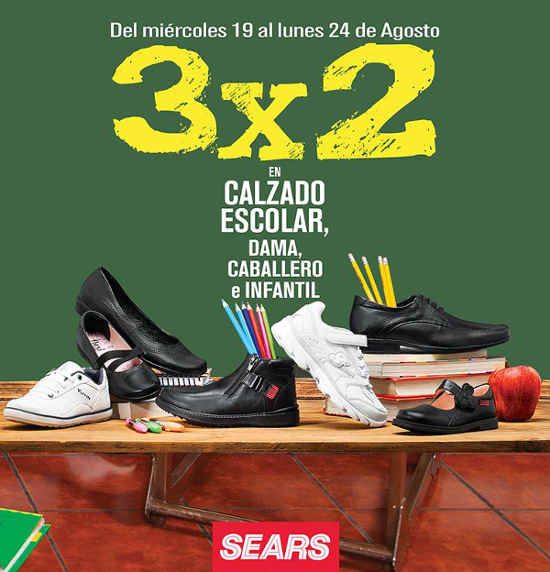 Del miércoles 19 al lunes 24 de Agosto
3x2
EN
CALZADO
ESCOLAR,
DAMA,
CABALLERO
e INFANTIL
SEARS